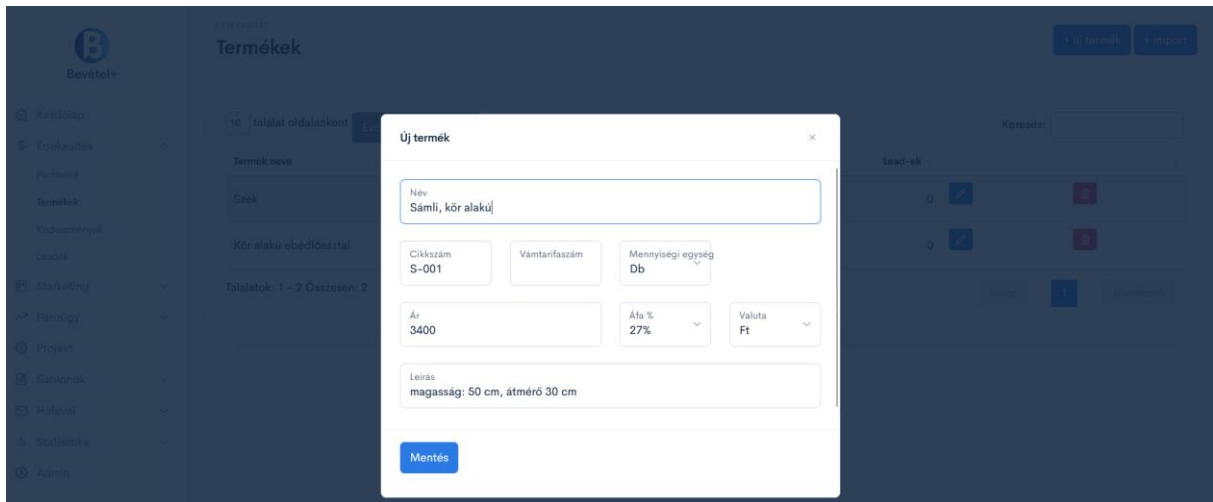 ÉRTÉKESÍTÉS
Termékek
+ Új termék
+ Import
Bevétel+
Kezdőlap
Értékesítés
Termékek
Kedvezmények
Leadek
Marketing
Pénzügy
Projekt
Sablonok
Hírlevél
Statisztika
Admin
10 találat oldalanként
Keresés:
Termék neve
Lead-ek
Szék
0
Kör alakú ebédlőasztal
0
Találatok: 1 - 2 Összesen: 2
1
Új termék
×
Név
Sámli, kör alakú
Cikkszám
S-001
Vámtarifaszám
Mennyiségi egység
Db
Ár
3400
Áfa %
27%
Valuta
Ft
Leírás
magasság: 50 cm, átmérő 30 cm
Mentés